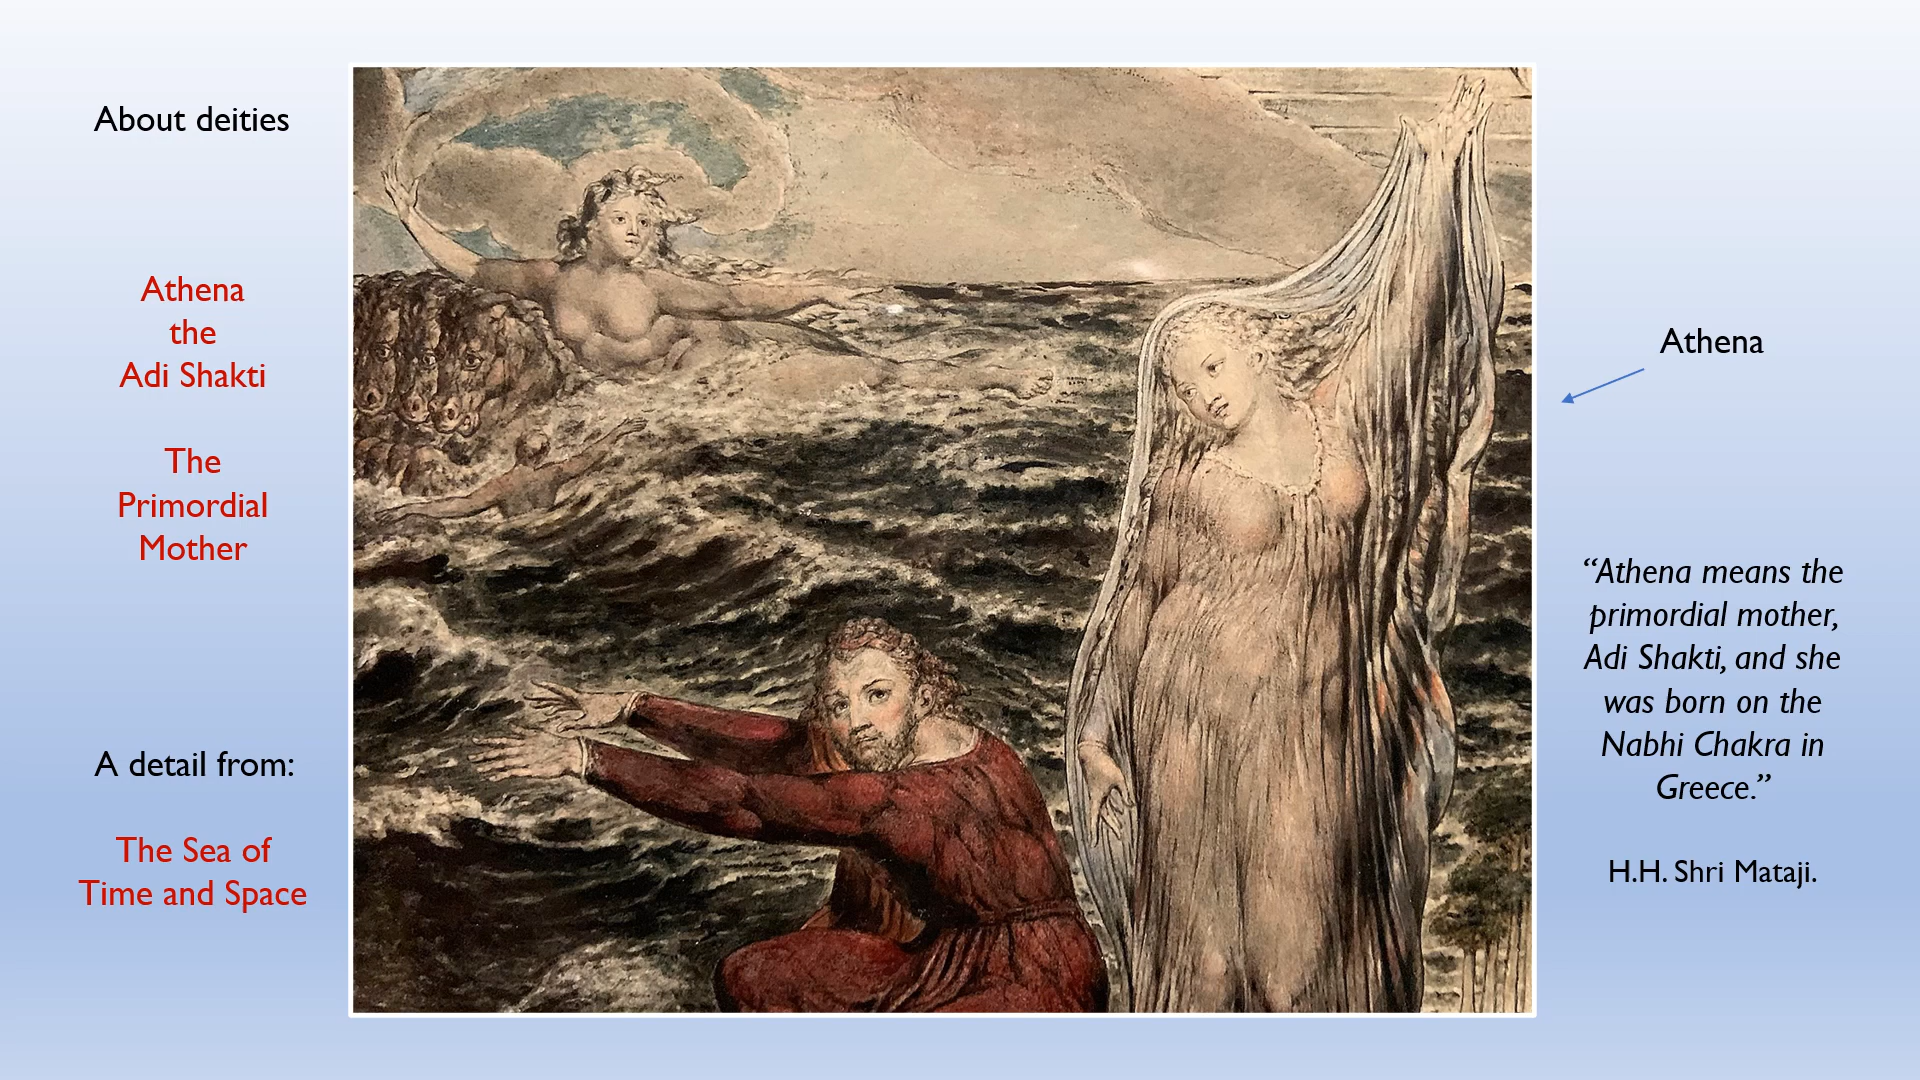 About deities
Athena
the
Adi Shakti
The
Primordial
Mother
A detail from:
The Sea of
Time and Space
Athena
“Athena means the
primordial mother,
Adi Shakti, and she
was born on the
Nabhi Chakra in
Greece.”
H.H. Shri Mataji.